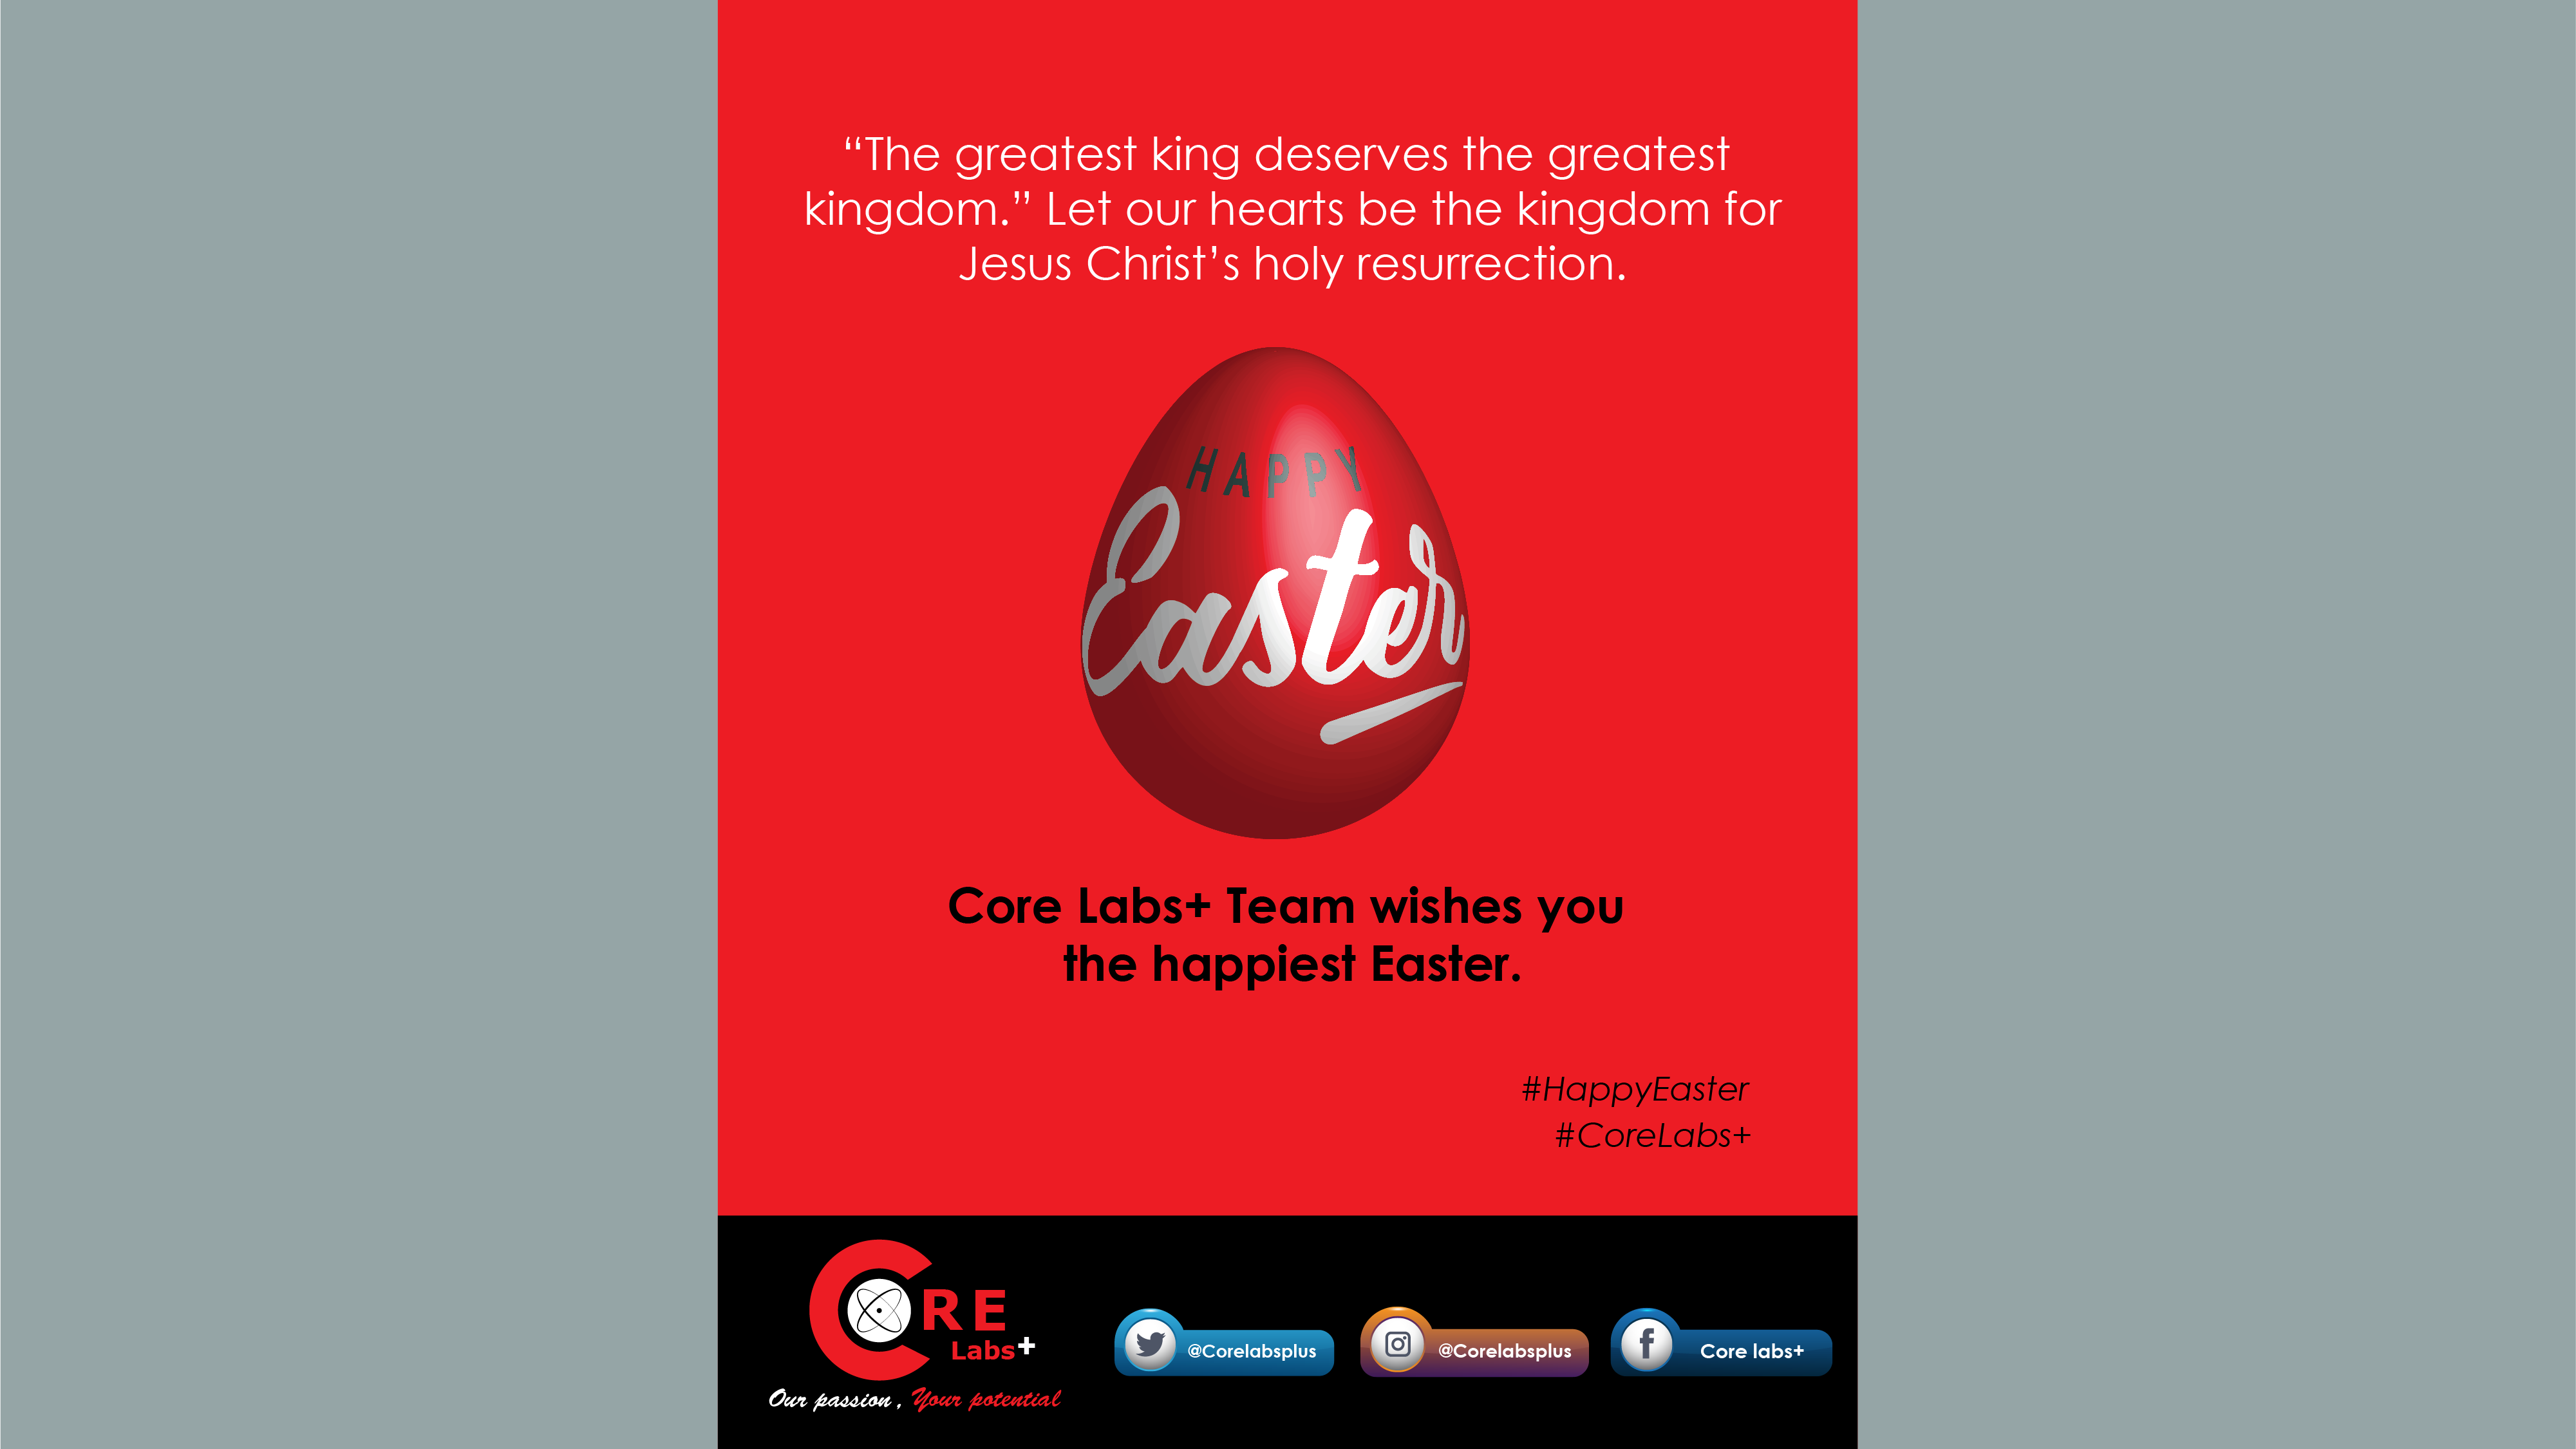 “The greatest king deserves the greatest
kingdom.” Let our hearts be the kingdom for
Jesus Christ’s holy resurrection.
HAPPY
Easter
Core Labs+ Team wishes you
the happiest Easter.
#HappyEaster
#CoreLabs+
CORE
Labs+
Our passion, Your potential
@Corelabsplus
@Corelabsplus
Core labs+